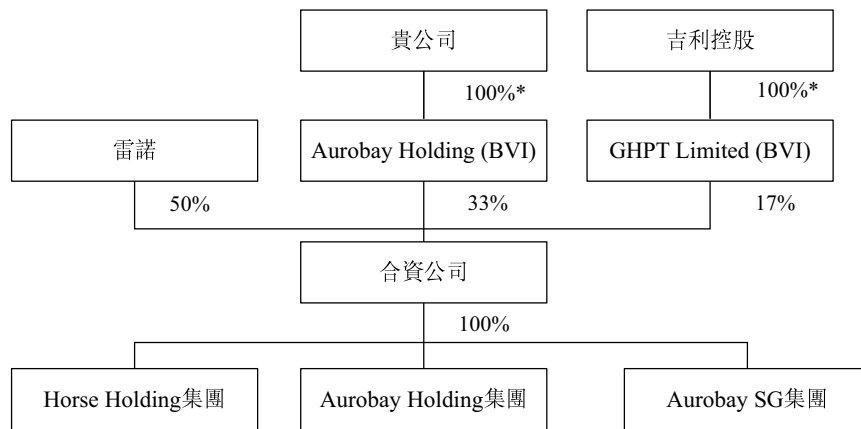 貴公司
吉利控股
100%*
100%*
雷諾
Aurobay Holding (BVI)
GHPT Limited (BVI)
50%
33%
17%
合資公司
100%
Horse Holding集團
Aurobay Holding集團
Aurobay SG集團